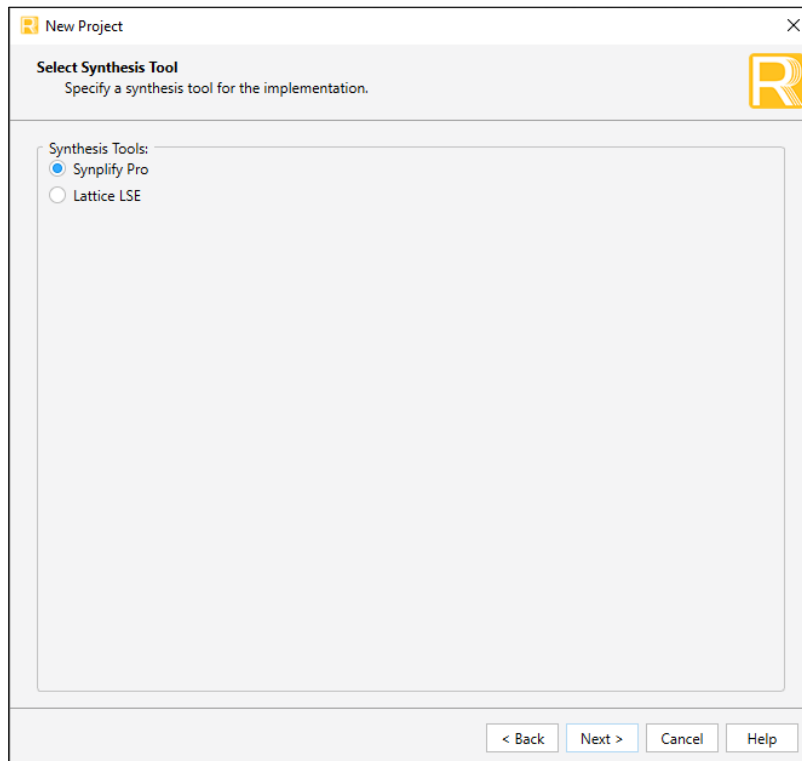 New Project
Select Synthesis Tool
Specify a synthesis tool for the implementation.
Synthesis Tools:
Synplify Pro
Lattice LSE
< Back Next > Cancel Help